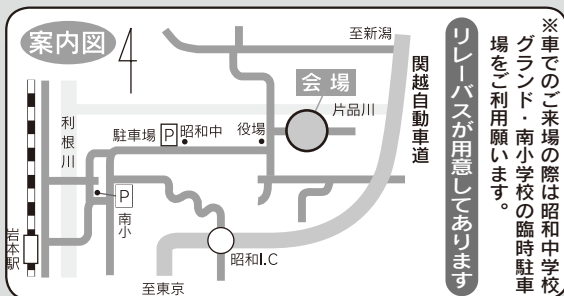 ※車でのご来場の際は昭和中学校
グランド・南小学校の臨時駐車
場をご利用願います。
リレーバスが用意してあります
案内図
至新潟
関越自動車道
会場
片品川
役場
昭和中
駐車場 P
利根川
P
南小
岩本駅
昭和I.C
至東京